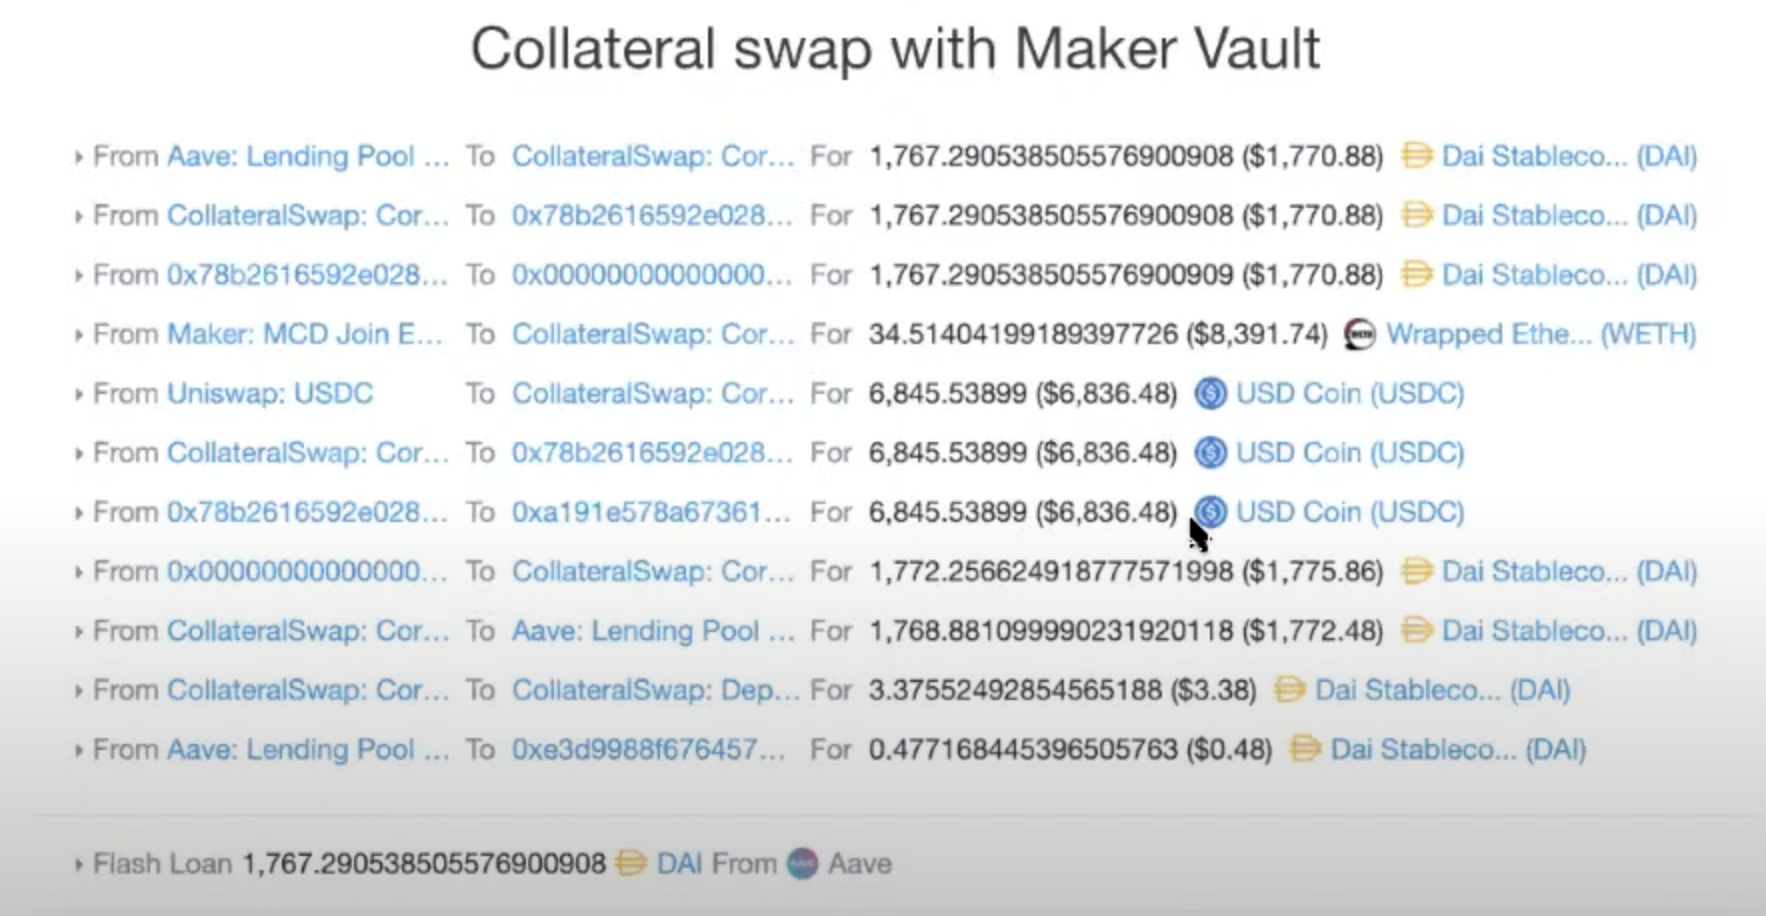 Collateral swap with Maker Vault
From Aave: Lending Pool ... To CollateralSwap: Cor... For 1,767.290538505576900908 ($1,770.88) Dai Stableco... (DAI)
From CollateralSwap: Cor... To 0x78b2616592e028... For 1,767.290538505576900908 ($1,770.88) Dai Stableco... (DAI)
From 0x78b2616592e028... To 0x00000000000000... For 1,767.290538505576900909 ($1,770.88) Dai Stableco... (DAI)
From Maker: MCD Join E... To CollateralSwap: Cor... For 34.51404199189397726 ($8,391.74) Wrapped Ethe... (WETH)
From Uniswap: USDC To CollateralSwap: Cor... For 6,845.53899 ($6,836.48) USD Coin (USDC)
From CollateralSwap: Cor... To 0x78b2616592e028... For 6,845.53899 ($6,836.48) USD Coin (USDC)
From 0x78b2616592e028... To 0xa191e578a67361... For 6,845.53899 ($6,836.48) USD Coin (USDC)
From 0x00000000000000... To CollateralSwap: Cor... For 1,772.256624918777571998 ($1,775.86) Dai Stableco... (DAI)
From CollateralSwap: Cor... To Aave: Lending Pool ... For 1,768.881099990231920118 ($1,772.48) Dai Stableco... (DAI)
From CollateralSwap: Cor... To CollateralSwap: Dep... For 3.37552492854565188 ($3.38) Dai Stableco... (DAI)
From Aave: Lending Pool ... To 0xe3d9988f676457... For 0.477168445396505763 ($0.48) Dai Stableco... (DAI)
Flash Loan 1,767.290538505576900908 DAI From Aave